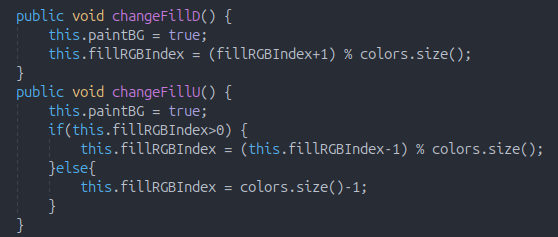 public void changeFillD() {
    this.paintBG = true;
    this.fillRGBIndex = (fillRGBIndex+1) % colors.size();
}
public void changeFillU() {
    this.paintBG = true;
    if(this.fillRGBIndex>0) {
        this.fillRGBIndex = (this.fillRGBIndex-1) % colors.size();
    }else{
        this.fillRGBIndex = colors.size()-1;
    }
}